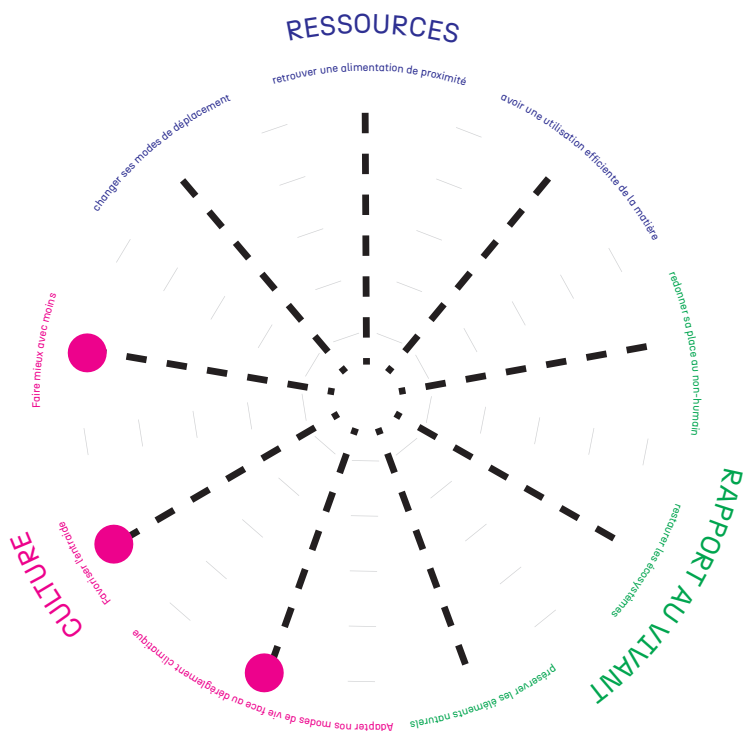 RESSOURCES
retrouver une alimentation de proximité
avoir une utilisation efficiente de la matière
changer ses modes de déplacement
redonner sa place au non-humain
restaurer les écosystèmes
préserver les éléments naturels
RAPPORT AU VIVANT
Adapter nos modes de vie face au dérèglement climatique
Favoriser l'entraide
Faire mieux avec moins
CULTURE